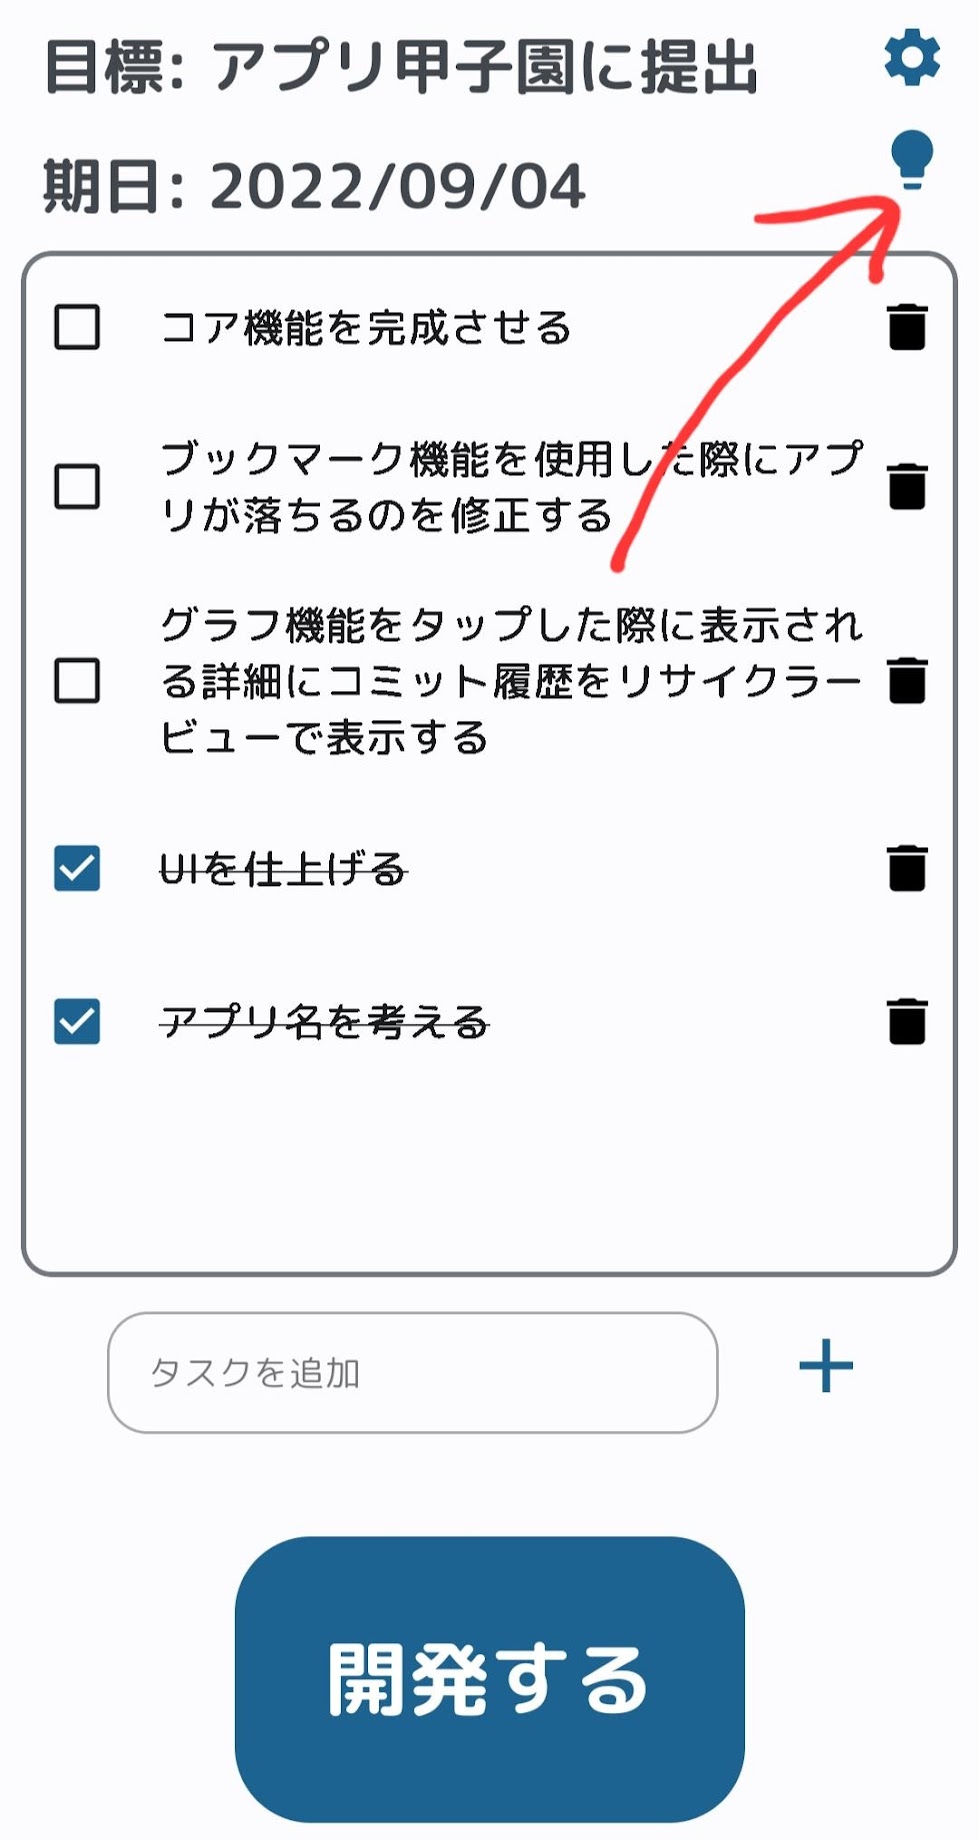 目標: アプリ甲子園に提出
期日: 2022/09/04
コア機能を完成させる
ブックマーク機能を使用した際にアプ
リが落ちるのを修正する
グラフ機能をタップした際に表示され
る詳細にコミット履歴をリサイクラー
ビューで表示する
UIを仕上げる
アプリ名を考える
タスクを追加
開発する